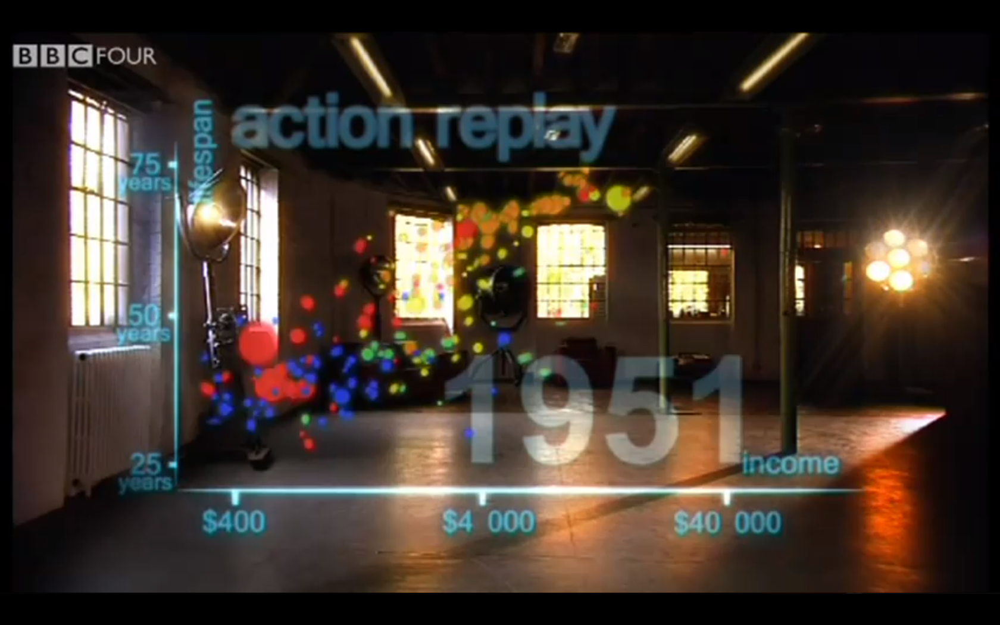 BBC FOUR
action replay
lifespan
75
years
50
years
25
years
1951
income
$400
$4 000
$40 000